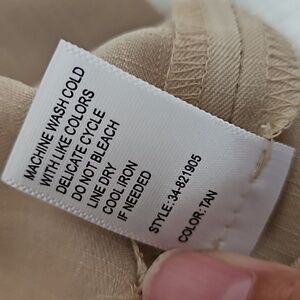 MACHINE WASH COLD
WITH LIKE COLORS
DELICATE CYCLE
DO NOT BLEACH
LINE DRY
COOL IRON
IF NEEDED
STYLE:34-821905
COLOR:TAN